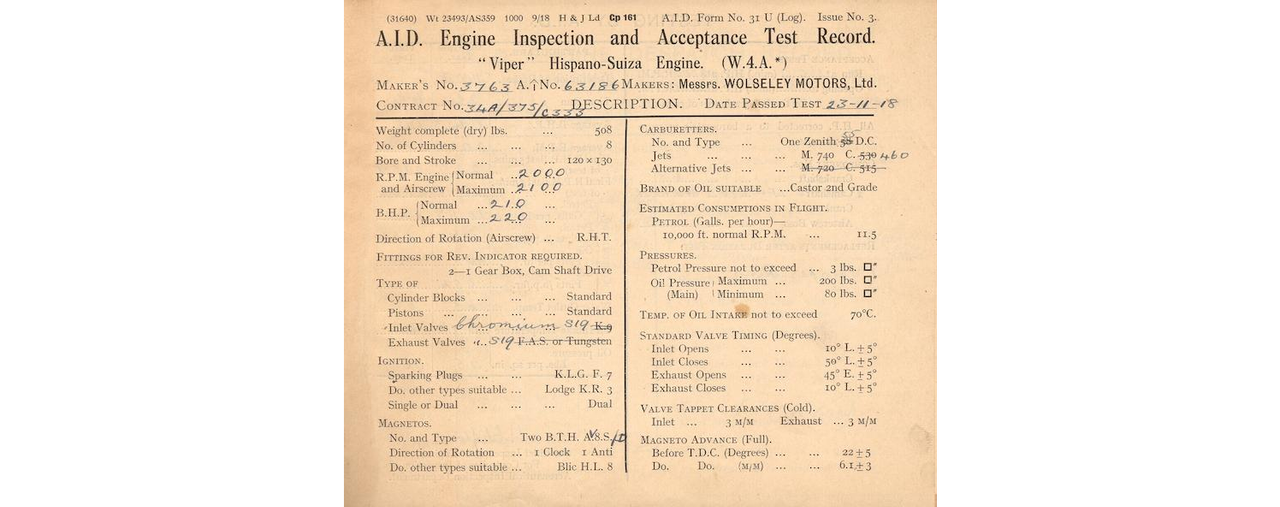 (31640) Wt 23493/AS359 1000 9/18 H & J Ld Gp 161 A.I.D. Form No. 31 U (Log). Issue No. 3.
A.I.D. Engine Inspection and Acceptance Test Record.
"Viper" Hispano-Suiza Engine. (W.4.A.*)
MAKER'S No. 3763 A. No. 63186 MAKERS: Messrs. WOLSELEY MOTORS, Ltd.
CONTRACT No. 34A/375/C333 DESCRIPTION. DATE PASSED TEST 23-11-18
Weight complete (dry) lbs. ... 508
No. of Cylinders ... ... ... 8
Bore and Stroke ... ... ... 120 × 130
R.P.M. Engine and Airscrew { Normal ... 2000
Maximum ... 2100
B.H.P. { Normal ... 210
Maximum ... 220
Direction of Rotation (Airscrew) ... R.H.T.
FITTINGS FOR REV. INDICATOR REQUIRED.
2—1 Gear Box, Cam Shaft Drive
TYPE OF
Cylinder Blocks ... ... ... Standard
Pistons ... ... ... ... Standard
Inlet Valves Chromium S19 K.9
Exhaust Valves ... S19 F.A.S. or Tungsten
IGNITION.
Sparking Plugs ... ... K.L.G. F. 7
Do. other types suitable ... Lodge K.R. 3
Single or Dual ... ... ... Dual
MAGNETOS.
No. and Type ... Two B.T.H. A.8.S./D
Direction of Rotation ... 1 Clock 1 Anti
Do. other types suitable ... Blic H.L. 8
CARBURETTERS.
No. and Type ... One Zenith 58 D.C.
Jets ... ... ... M. 740 C. 530 460
Alternative Jets ... ... M. 720 C. 515
BRAND OF OIL SUITABLE ... Castor 2nd Grade
ESTIMATED CONSUMPTIONS IN FLIGHT.
PETROL (Galls. per hour)—
10,000 ft. normal R.P.M. ... 11.5
PRESSURES.
Petrol Pressure not to exceed ... 3 lbs. □"
Oil Pressure (Main) { Maximum ... 200 lbs. □"
Minimum ... 80 lbs. □"
TEMP. OF OIL INTAKE not to exceed 70°C.
STANDARD VALVE TIMING (Degrees).
Inlet Opens ... ... 10° L. ± 5°
Inlet Closes ... ... 50° L. ± 5°
Exhaust Opens ... ... 45° E. ± 5°
Exhaust Closes ... ... 10° L. ± 5°
VALVE TAPPET CLEARANCES (Cold).
Inlet ... 3 M/M Exhaust ... 3 M/M
MAGNETO ADVANCE (Full).
Before T.D.C. (Degrees) ... ... 22 ± 5
Do. Do. (M/M) ... ... 6.1 ± 3